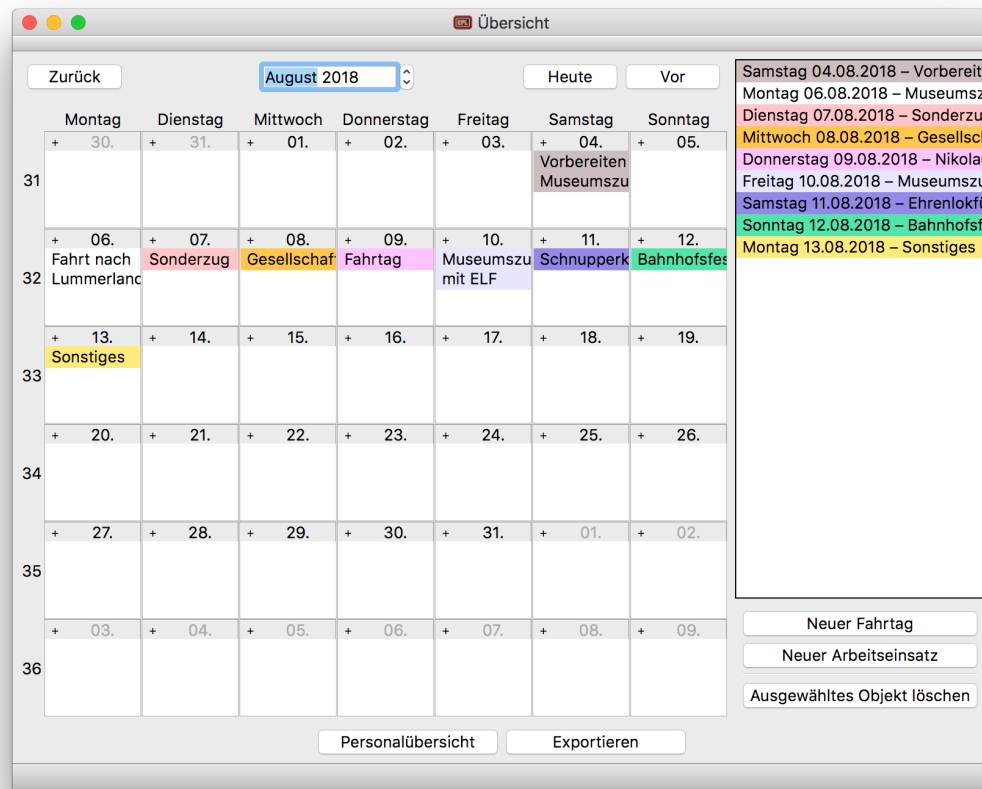 EPL Übersicht
Zurück August 2018 Heute Vor
Montag Dienstag Mittwoch Donnerstag Freitag Samstag Sonntag
31 + 30. + 31. + 01. + 02. + 03. + 04. + 05.
Vorbereiten
Museumszu
32 + 06. + 07. + 08. + 09. + 10. + 11. + 12.
Fahrt nach Sonderzug Gesellschaf Fahrtag Museumszu Schnupperk Bahnhofsfes
Lummerlanc mit ELF
33 + 13. + 14. + 15. + 16. + 17. + 18. + 19.
Sonstiges
34 + 20. + 21. + 22. + 23. + 24. + 25. + 26.
35 + 27. + 28. + 29. + 30. + 31. + 01. + 02.
36 + 03. + 04. + 05. + 06. + 07. + 08. + 09.
Samstag 04.08.2018 – Vorbereit
Montag 06.08.2018 – Museumsz
Dienstag 07.08.2018 – Sonderzu
Mittwoch 08.08.2018 – Gesellsch
Donnerstag 09.08.2018 – Nikola
Freitag 10.08.2018 – Museumszu
Samstag 11.08.2018 – Ehrenlokfü
Sonntag 12.08.2018 – Bahnhofsf
Montag 13.08.2018 – Sonstiges
Neuer Fahrtag
Neuer Arbeitseinsatz
Ausgewähltes Objekt löschen
Personalübersicht Exportieren